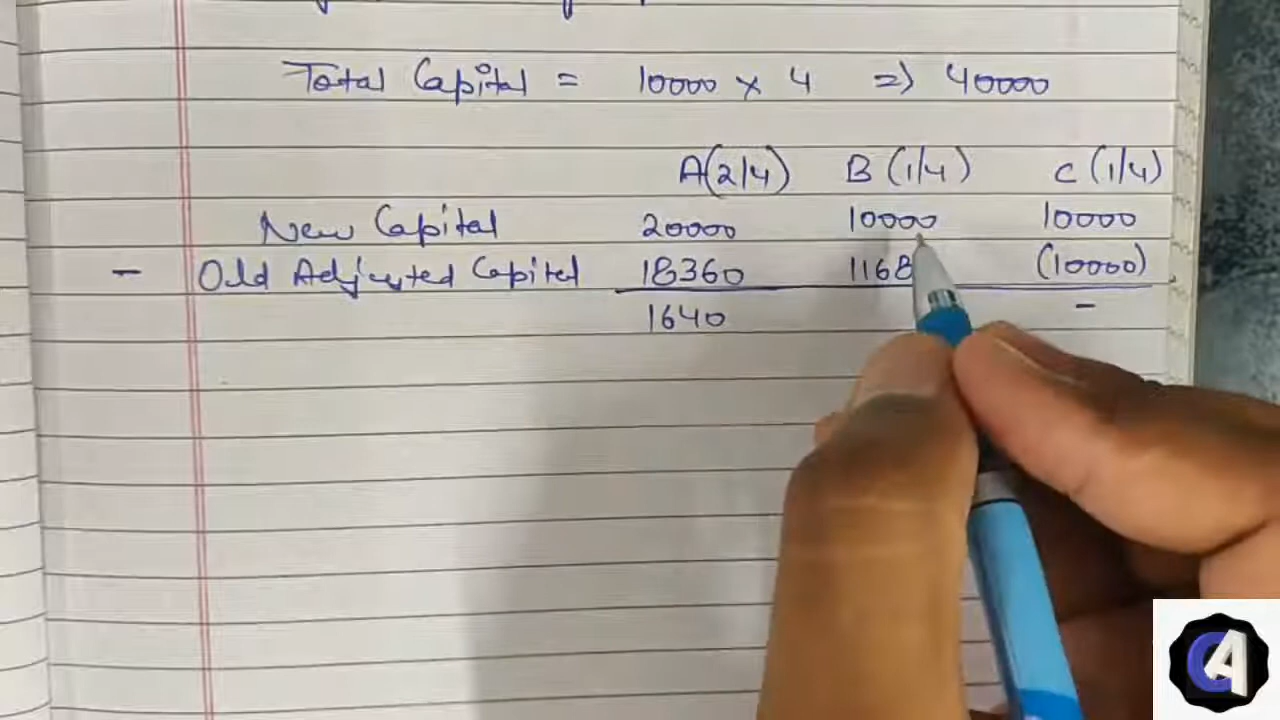 Total Capital = 10000 × 4 => 40000
A(2/4) B (1/4) C (1/4)
New Capital 20000 10000 10000
- Old Adjusted Capital 18360 1168 (10000)
1640 -
CA